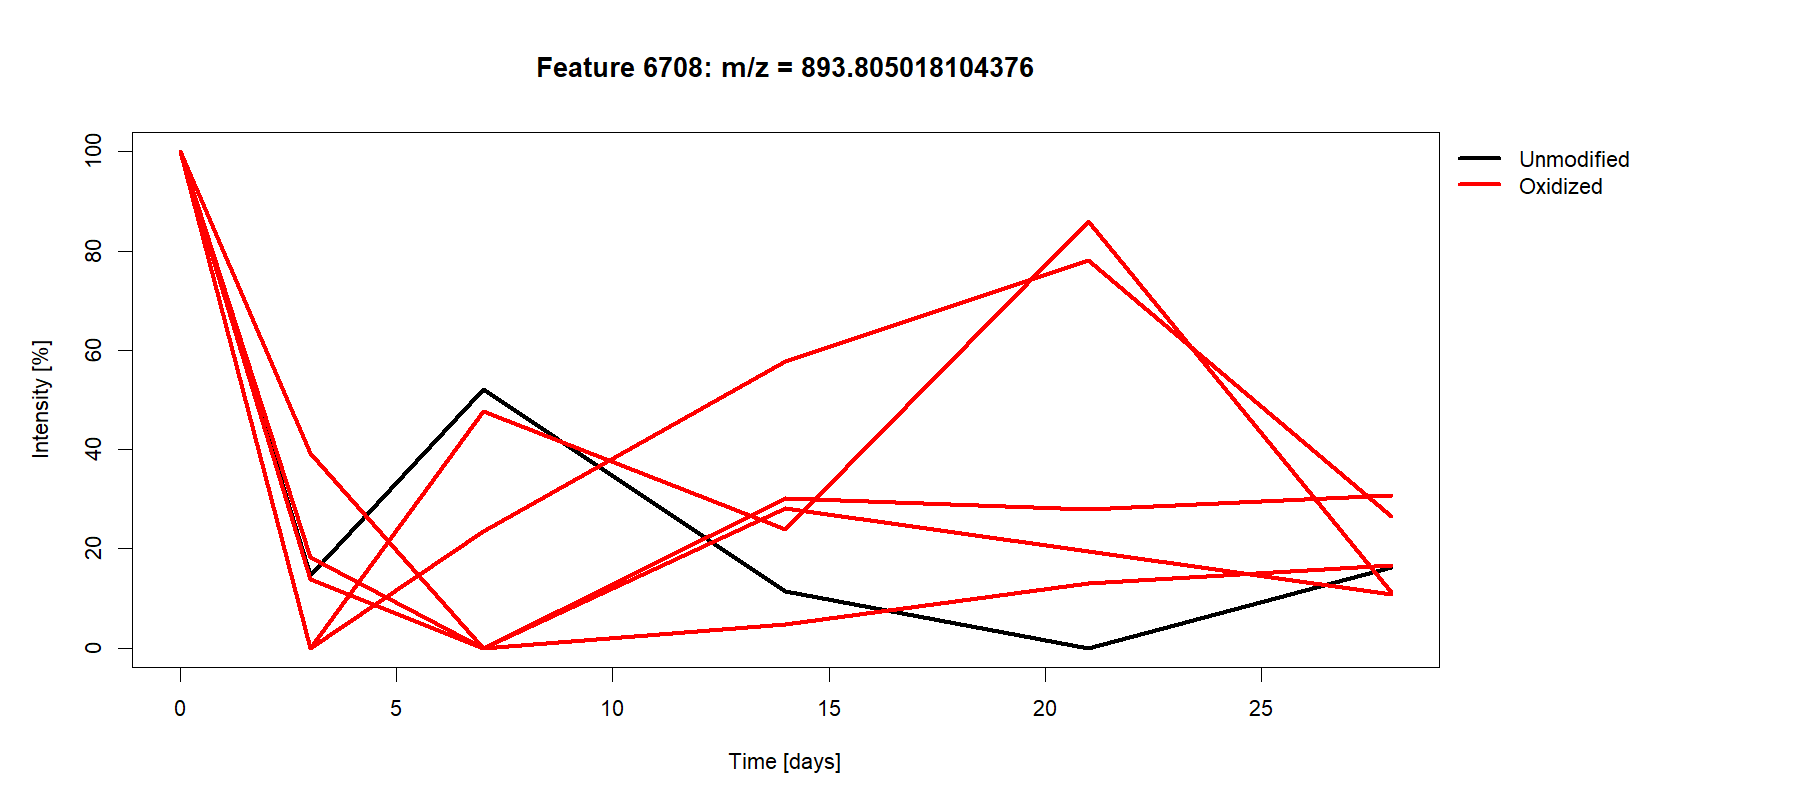 Feature 6708: m/z = 893.805018104376
Unmodified
Oxidized
Intensity [%]
100
80
60
40
20
0
0 5 10 15 20 25
Time [days]